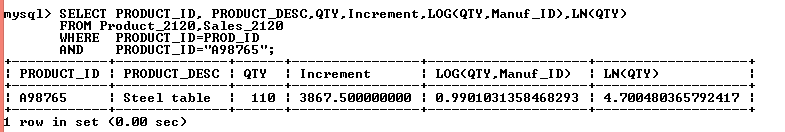 mysql> SELECT PRODUCT_ID, PRODUCT_DESC,QTY,Increment,LOG(QTY,Manuf_ID),LN(QTY)
FROM Product_2120,Sales_2120
WHERE PRODUCT_ID=PROD_ID
AND PRODUCT_ID="A98765";
| PRODUCT_ID | PRODUCT_DESC | QTY | Increment | LOG(QTY,Manuf_ID) | LN(QTY) |
| A98765 | Steel table | 110 | 3867.500000000 | 0.9901031358468293 | 4.700480365792417 |
1 row in set (0.00 sec)